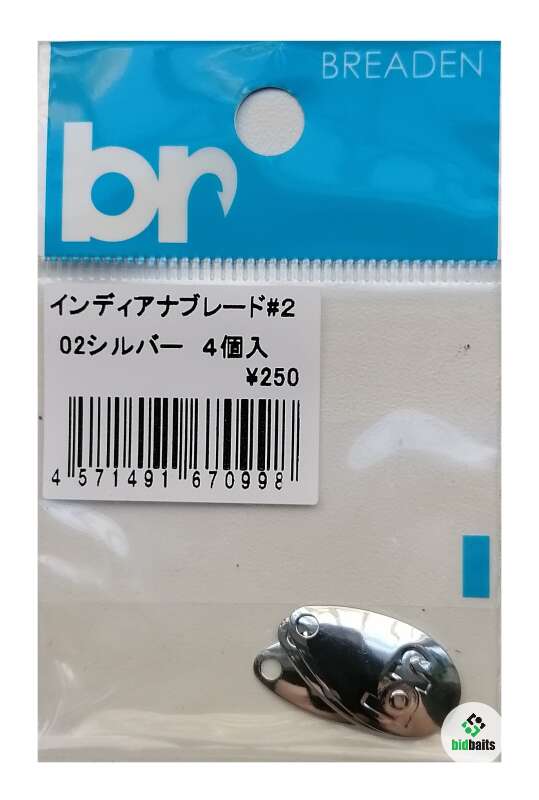 BREADEN
br
インディアナブレード#2
02シルバー 4個入
¥250
4 571491 670998
bidbaits